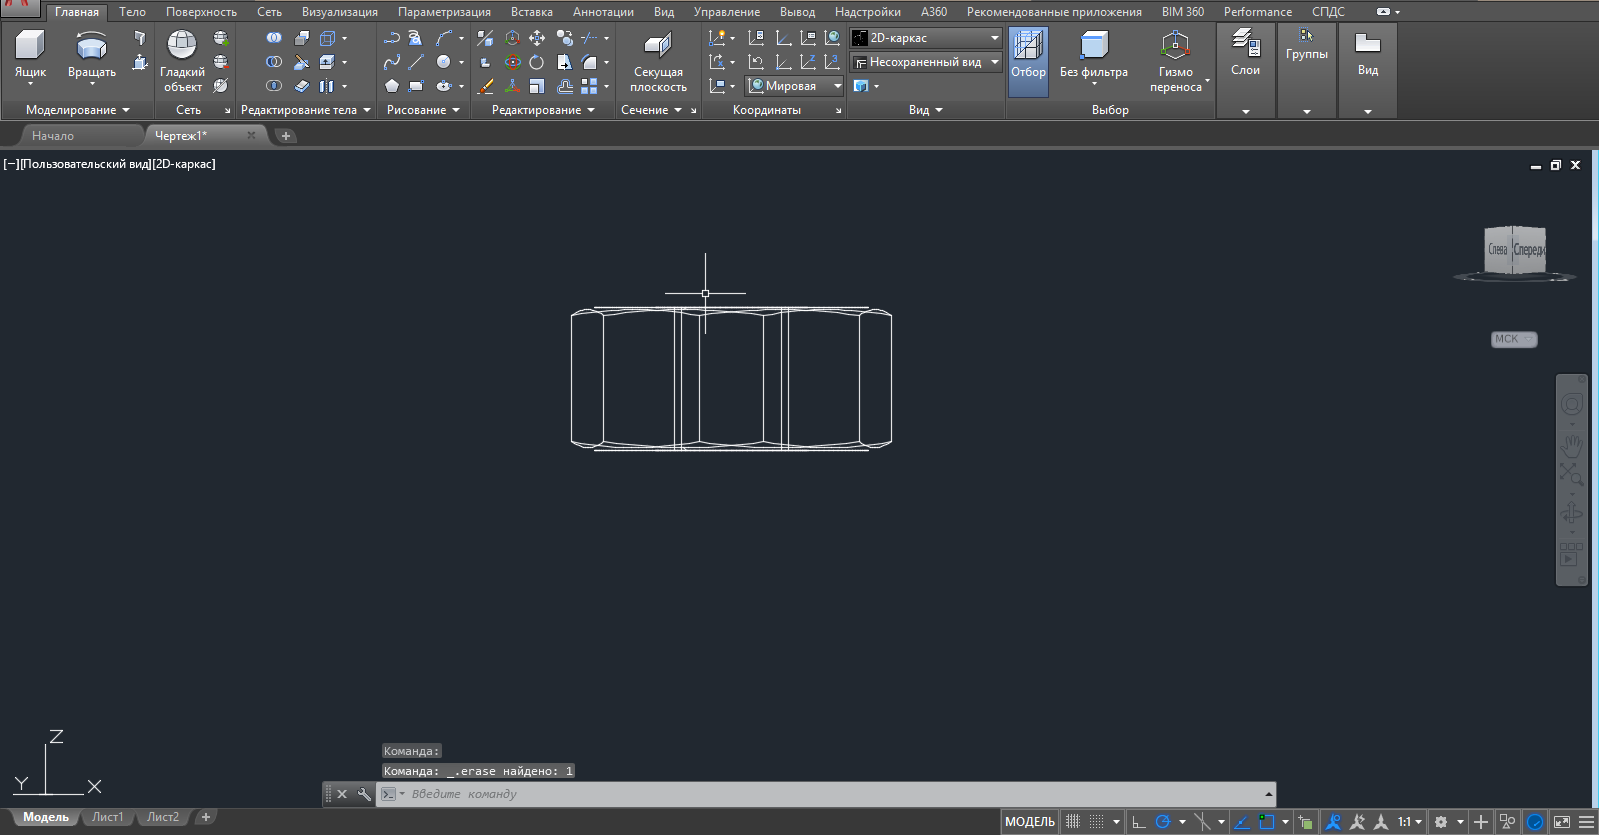 Главная Тело Поверхность Сеть Визуализация Параметризация Вставка Аннотации Вид Управление Вывод Надстройки A360 Рекомендованные приложения BIM 360 Performance СПДС
Ящик Вращать Гладкий объект Секущая плоскость
2D-каркас
Несохраненный вид
Мировая
Отбор Без фильтра Гизмо переноса Слои Группы Вид
Моделирование Сеть Редактирование тела Рисование Редактирование Сечение Координаты Вид Выбор
Начало Чертеж1*
[−][Пользовательский вид][2D-каркас]
Слева Спереди
МСК
Z
Y X
Команда:
Команда: _.erase найдено: 1
Введите команду
Модель Лист1 Лист2 +
МОДЕЛЬ 1:1